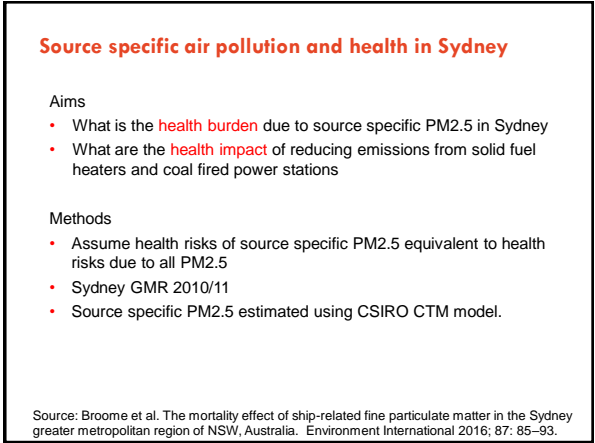 Source specific air pollution and health in Sydney
Aims
• What is the health burden due to source specific PM2.5 in Sydney
• What are the health impact of reducing emissions from solid fuel
heaters and coal fired power stations
Methods
• Assume health risks of source specific PM2.5 equivalent to health
risks due to all PM2.5
• Sydney GMR 2010/11
• Source specific PM2.5 estimated using CSIRO CTM model.
Source: Broome et al. The mortality effect of ship-related fine particulate matter in the Sydney
greater metropolitan region of NSW, Australia.  Environment International 2016; 87: 85–93.